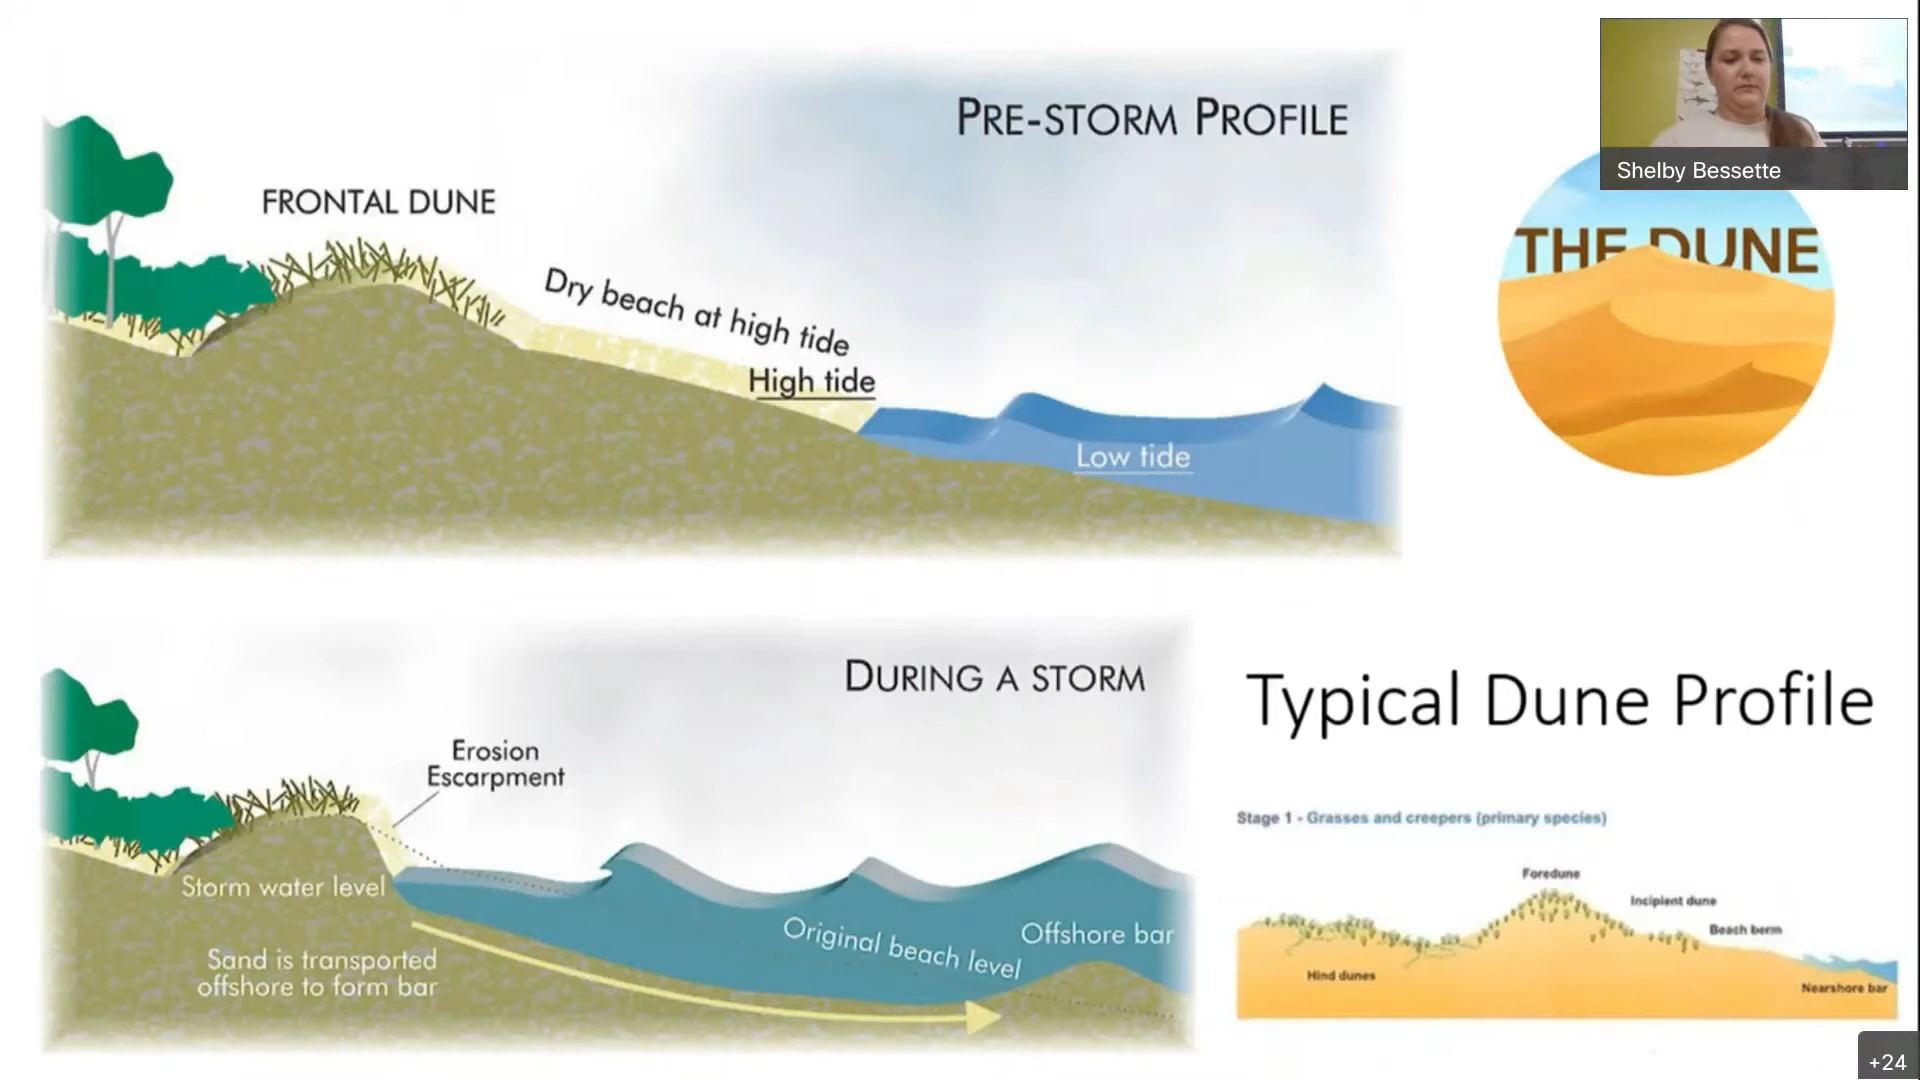 PRE-STORM PROFILE
FRONTAL DUNE
Dry beach at high tide
High tide
Low tide
Shelby Bessette
THE DUNE
DURING A STORM
Erosion
Escarpment
Storm water level
Sand is transported
offshore to form bar
Original beach level
Offshore bar
Typical Dune Profile
Stage 1 - Grasses and creepers (primary species)
Foredune
Incipient dune
Beach berm
Hind dunes
Nearshore bar
+24